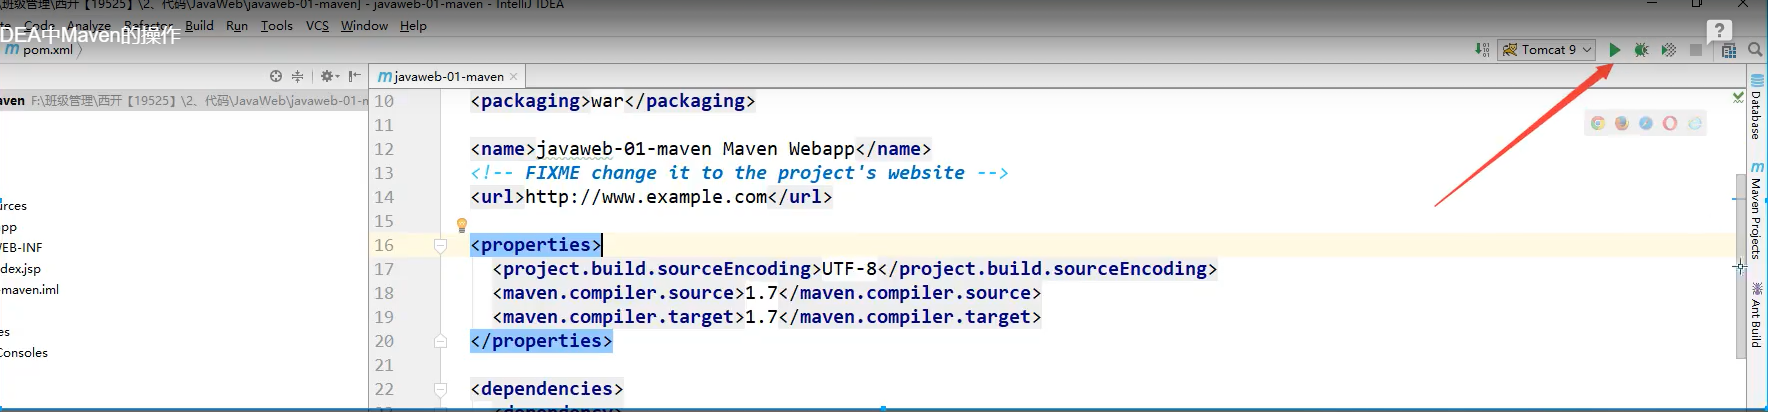 \班级管理\西开【19525】\2、代码\JavaWeb\javaweb-01-maven] - javaweb-01-maven - IntelliJ IDEA
Code Analyze Refactor Build Run Tools VCS Window Help
IDEA中Maven的操作
pom.xml
Tomcat 9
?
javaweb-01-maven
aven F:\班级管理\西开【19525】\2、代码\JavaWeb\javaweb-01-m
10 <packaging>war</packaging>
11
12 <name>javaweb-01-maven Maven Webapp</name>
13 <!-- FIXME change it to the project's website -->
14 <url>http://www.example.com</url>
15
16 <properties>
17 <project.build.sourceEncoding>UTF-8</project.build.sourceEncoding>
18 <maven.compiler.source>1.7</maven.compiler.source>
19 <maven.compiler.target>1.7</maven.compiler.target>
20 </properties>
21
22 <dependencies>
<dependency>
urces
pp
EB-INF
dex.jsp
maven.iml
es
Consoles
Database
Maven Projects
Ant Build